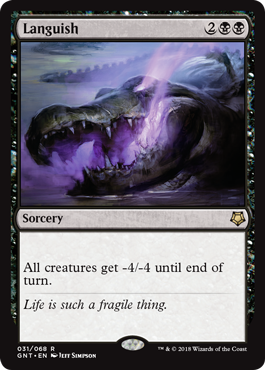 Languish 2
Sorcery
All creatures get -4/-4 until end of
turn.
Life is such a fragile thing.
031/068 R
GNT • EN Jeff Simpson
™ & © 2018 Wizards of the Coast